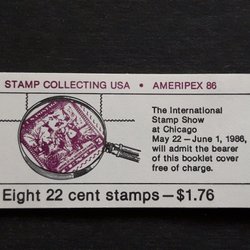 STAMP COLLECTING USA • AMERIPEX 86
The International
Stamp Show
at Chicago
May 22 – June 1, 1986,
will admit the bearer
of this booklet cover
free of charge.
Eight 22 cent stamps—$1.76